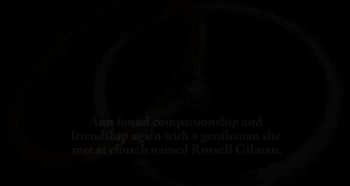 Ann found companionship and
friendship again with a gentleman she
met at church named Russell Gilman.